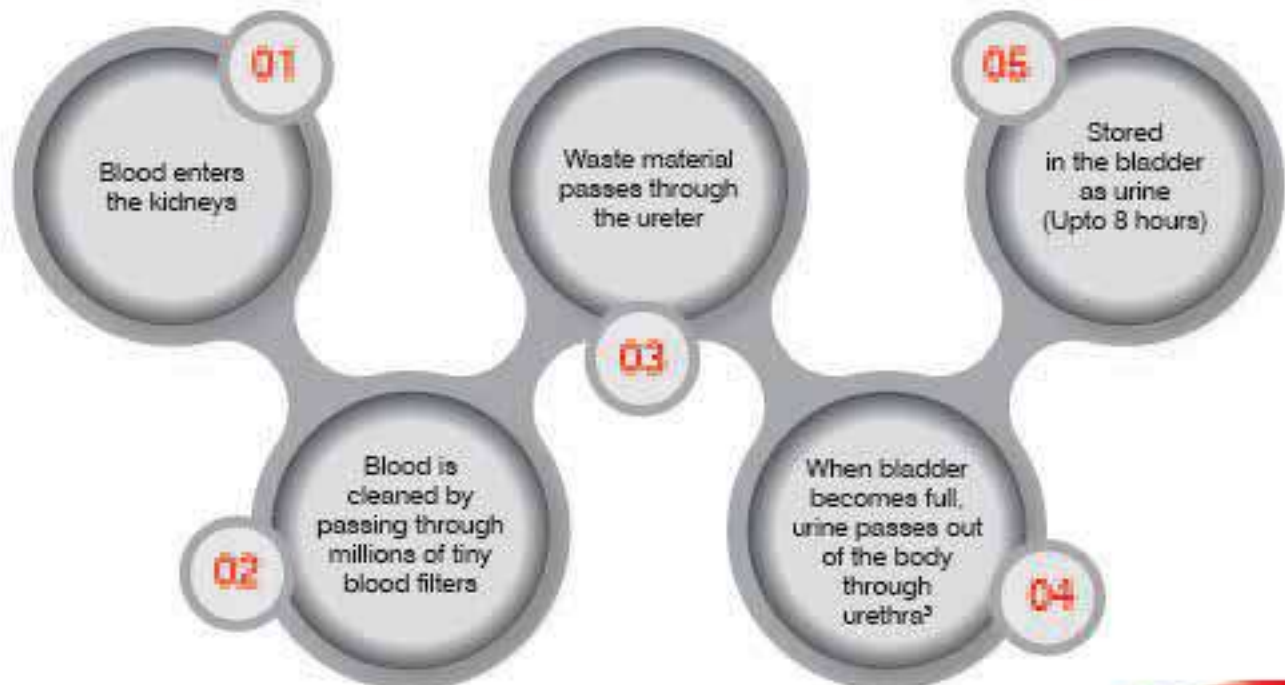 01
Blood enters
the kidneys
02
Blood is
cleaned by
passing through
millions of tiny
blood filters
03
Waste material
passes through
the ureter
04
When bladder
becomes full,
urine passes out
of the body
through
urethra³
05
Stored
in the bladder
as urine
(Upto 8 hours)